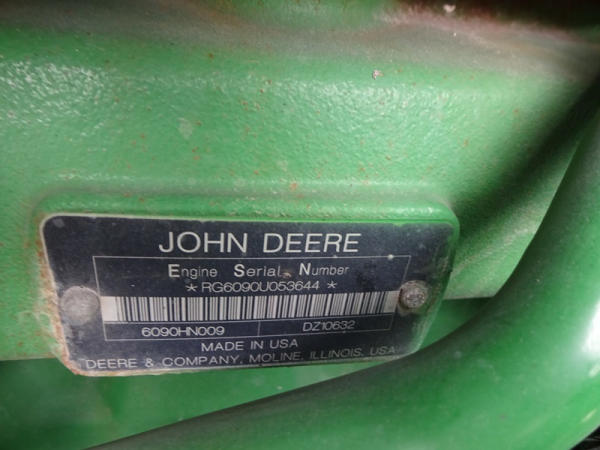 JOHN DEERE
Engine Serial Number
*RG6090U053644*
6090HN009 DZ10632
MADE IN USA
DEERE & COMPANY, MOLINE, ILLINOIS, USA